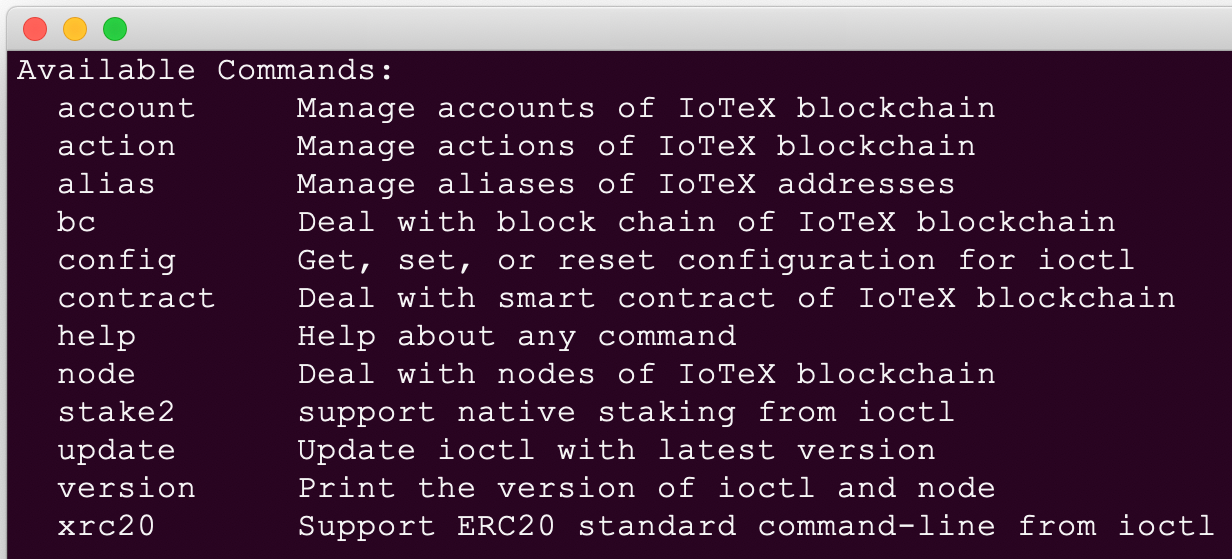 Available Commands:
  account     Manage accounts of IoTeX blockchain
  action      Manage actions of IoTeX blockchain
  alias       Manage aliases of IoTeX addresses
  bc          Deal with block chain of IoTeX blockchain
  config      Get, set, or reset configuration for ioctl
  contract    Deal with smart contract of IoTeX blockchain
  help        Help about any command
  node        Deal with nodes of IoTeX blockchain
  stake2      support native staking from ioctl
  update      Update ioctl with latest version
  version     Print the version of ioctl and node
  xrc20       Support ERC20 standard command-line from ioctl